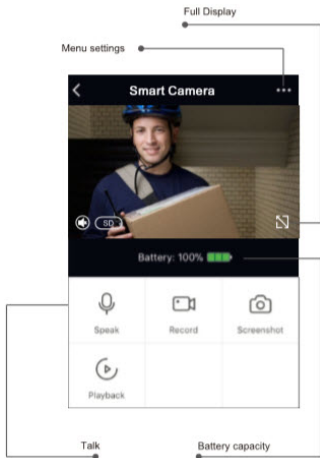 Full Display
Menu settings
Smart Camera
SD
Battery: 100%
Speak
Record
Screenshot
Playback
Talk
Battery capacity